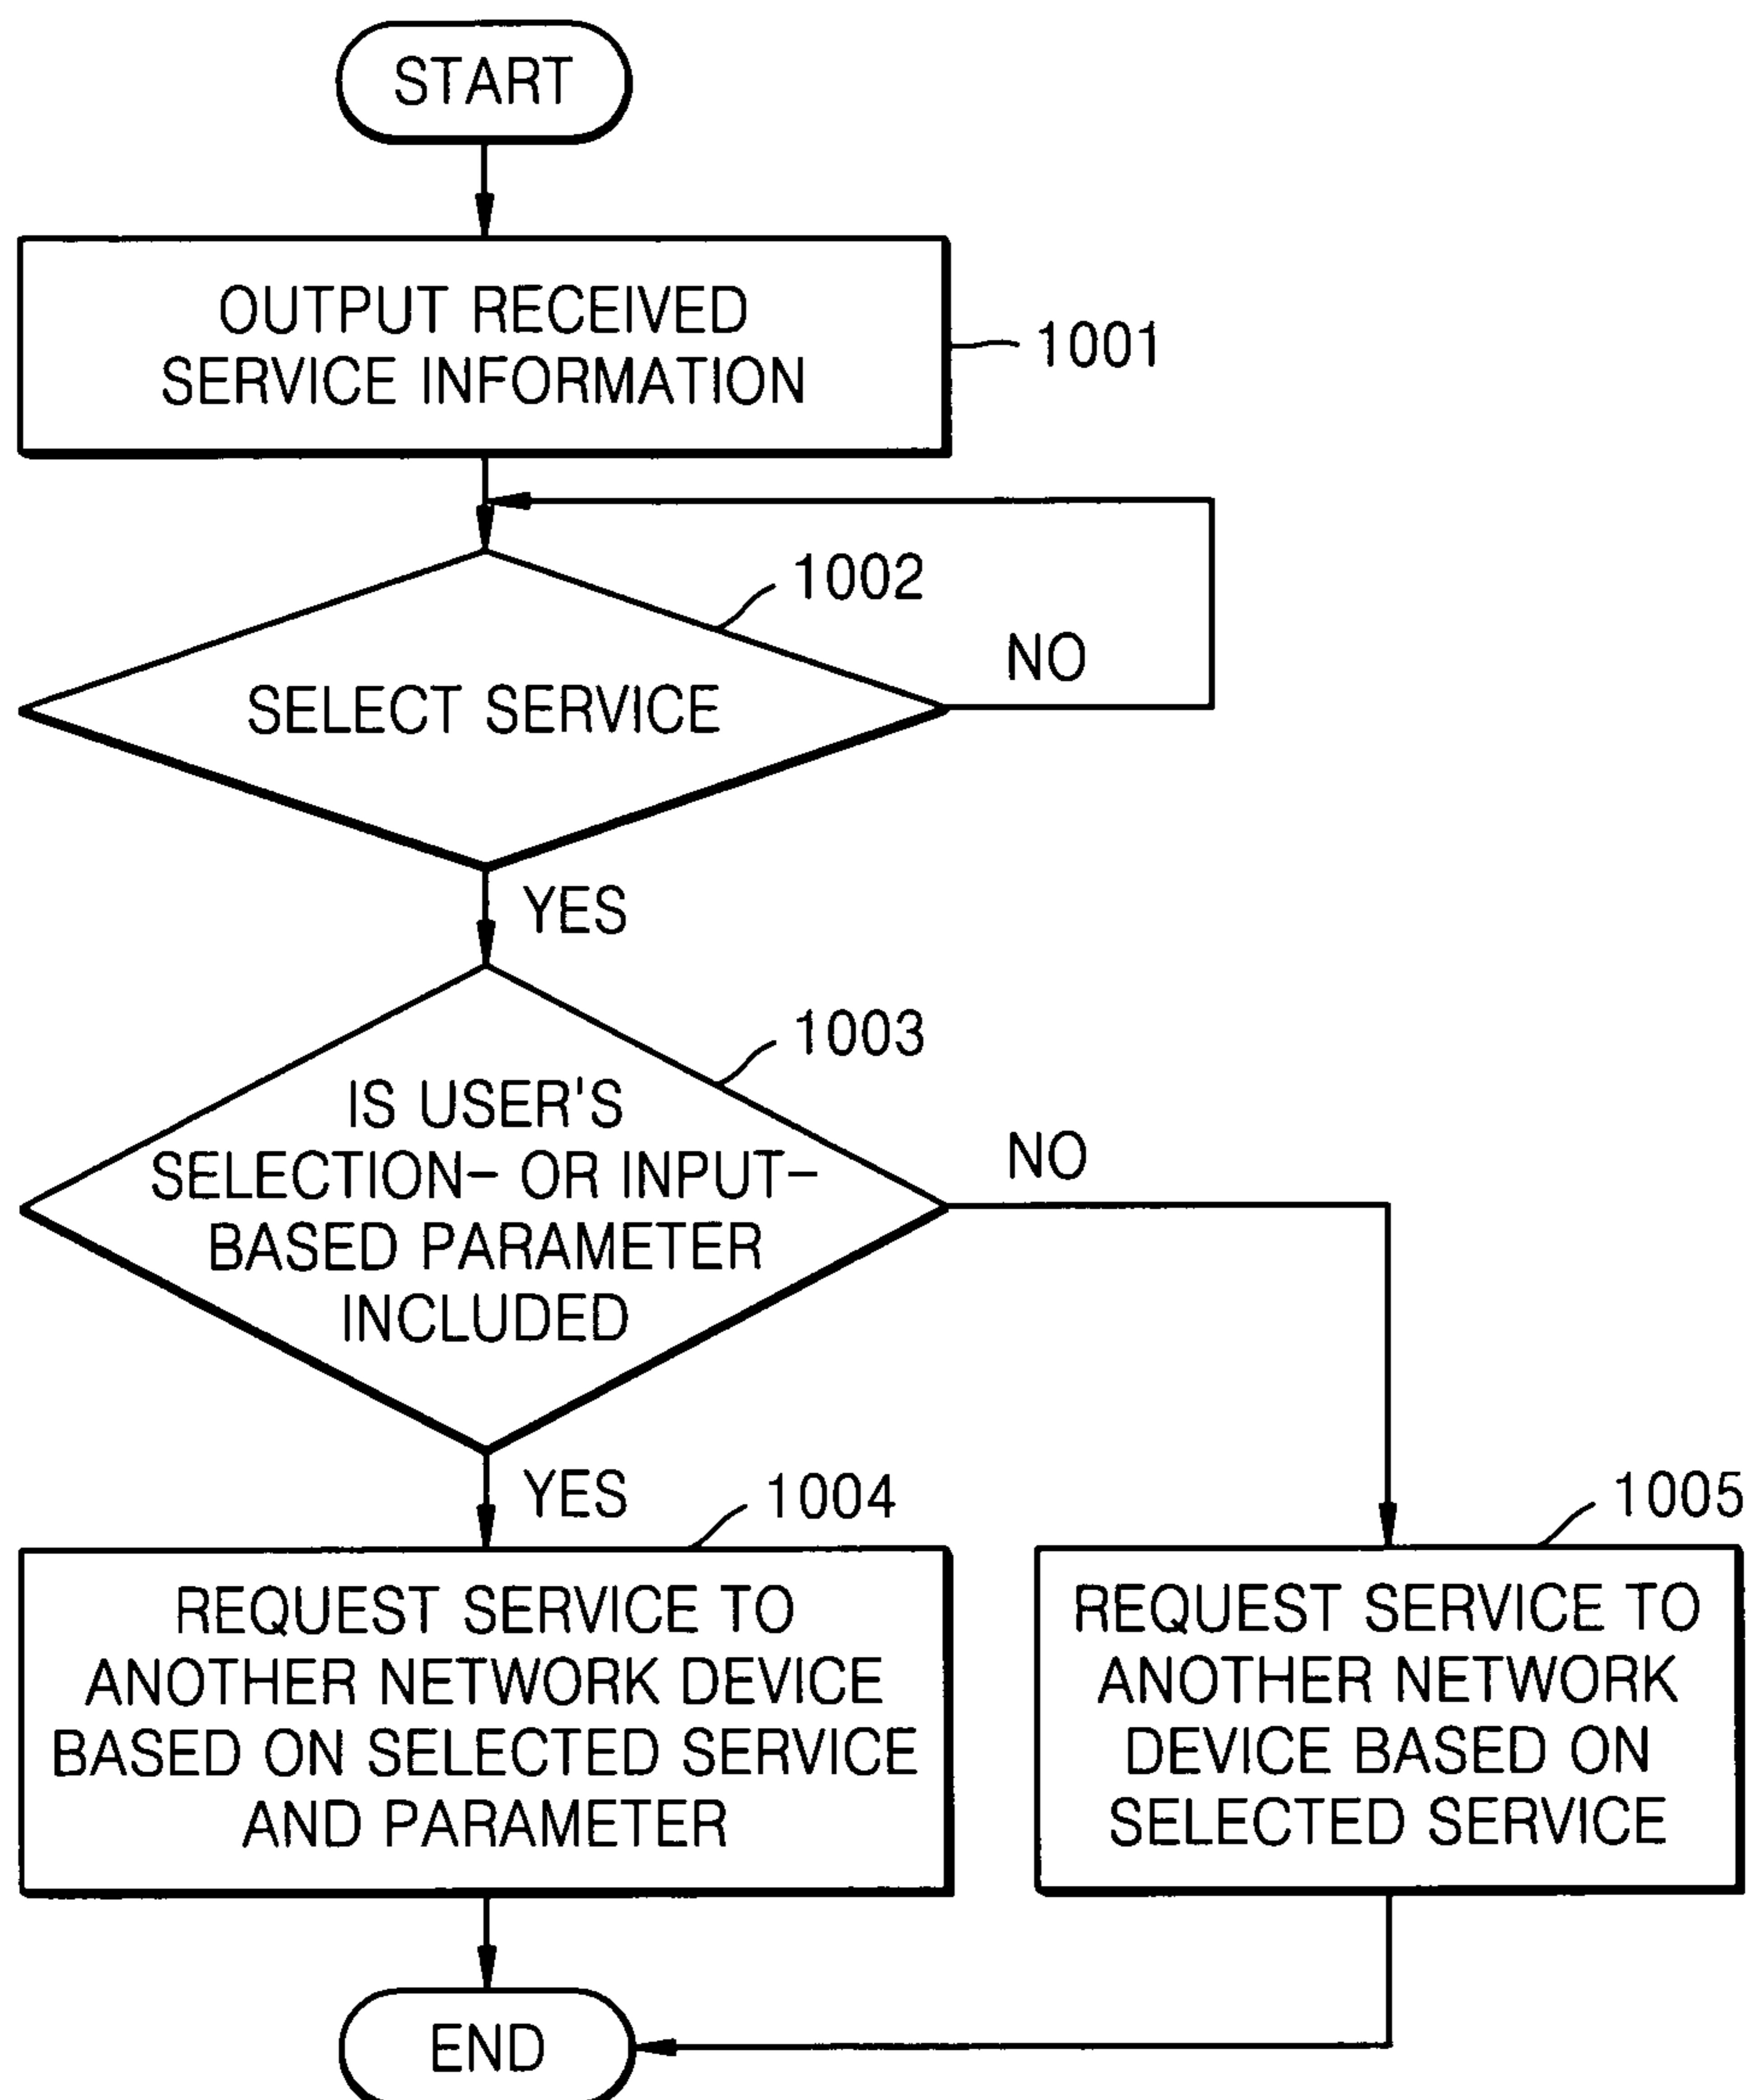 START
OUTPUT RECEIVED
SERVICE INFORMATION
1001
1002
SELECT SERVICE
NO
YES
1003
IS USER'S
SELECTION- OR INPUT-
BASED PARAMETER
INCLUDED
NO
YES
1004
REQUEST SERVICE TO
ANOTHER NETWORK DEVICE
BASED ON SELECTED SERVICE
AND PARAMETER
1005
REQUEST SERVICE TO
ANOTHER NETWORK
DEVICE BASED ON
SELECTED SERVICE
END